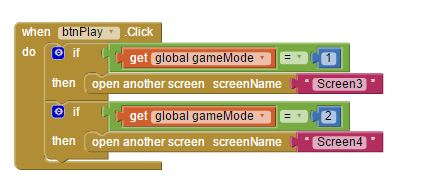 when btnPlay .Click
do if get global gameMode = 1
then open another screen screenName " Screen3 "
if get global gameMode = 2
then open another screen screenName " Screen4 "